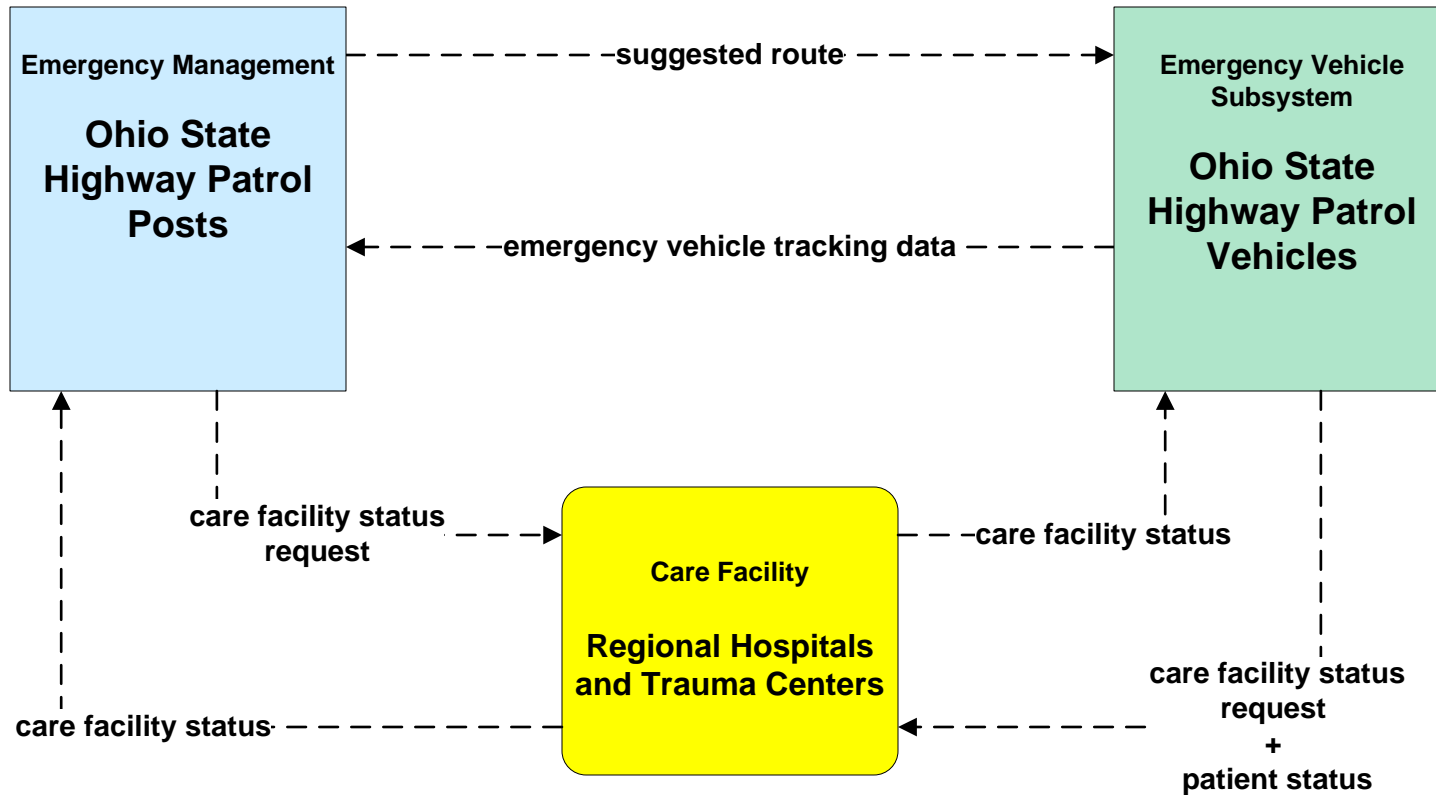 Emergency Management
Ohio State
Highway Patrol
Posts
suggested route
Emergency Vehicle
Subsystem
Ohio State
Highway Patrol
Vehicles
emergency vehicle tracking data
care facility status
request
care facility status
Care Facility
Regional Hospitals
and Trauma Centers
care facility status
care facility status
request
+
patient status